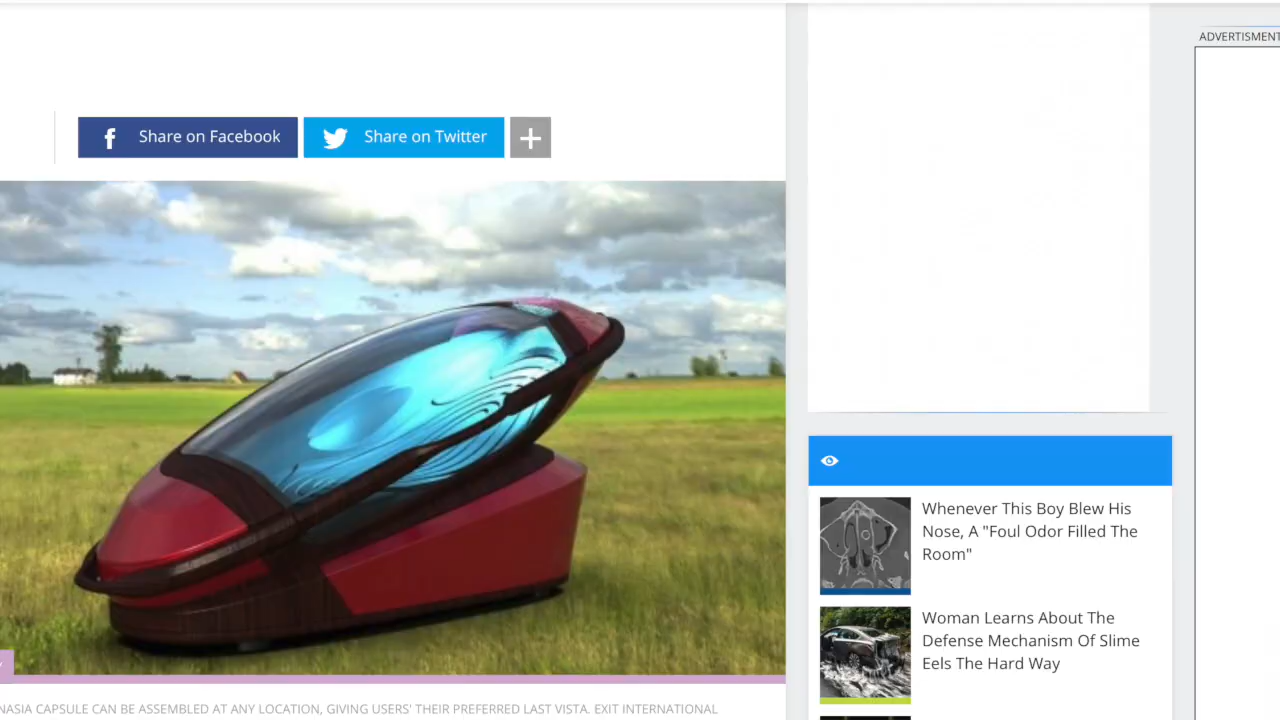 ADVERTISMENT
Share on Facebook
Share on Twitter
NASIA CAPSULE CAN BE ASSEMBLED AT ANY LOCATION, GIVING USERS' THEIR PREFERRED LAST VISTA. EXIT INTERNATIONAL
Whenever This Boy Blew His
Nose, A "Foul Odor Filled The
Room"
Woman Learns About The
Defense Mechanism Of Slime
Eels The Hard Way